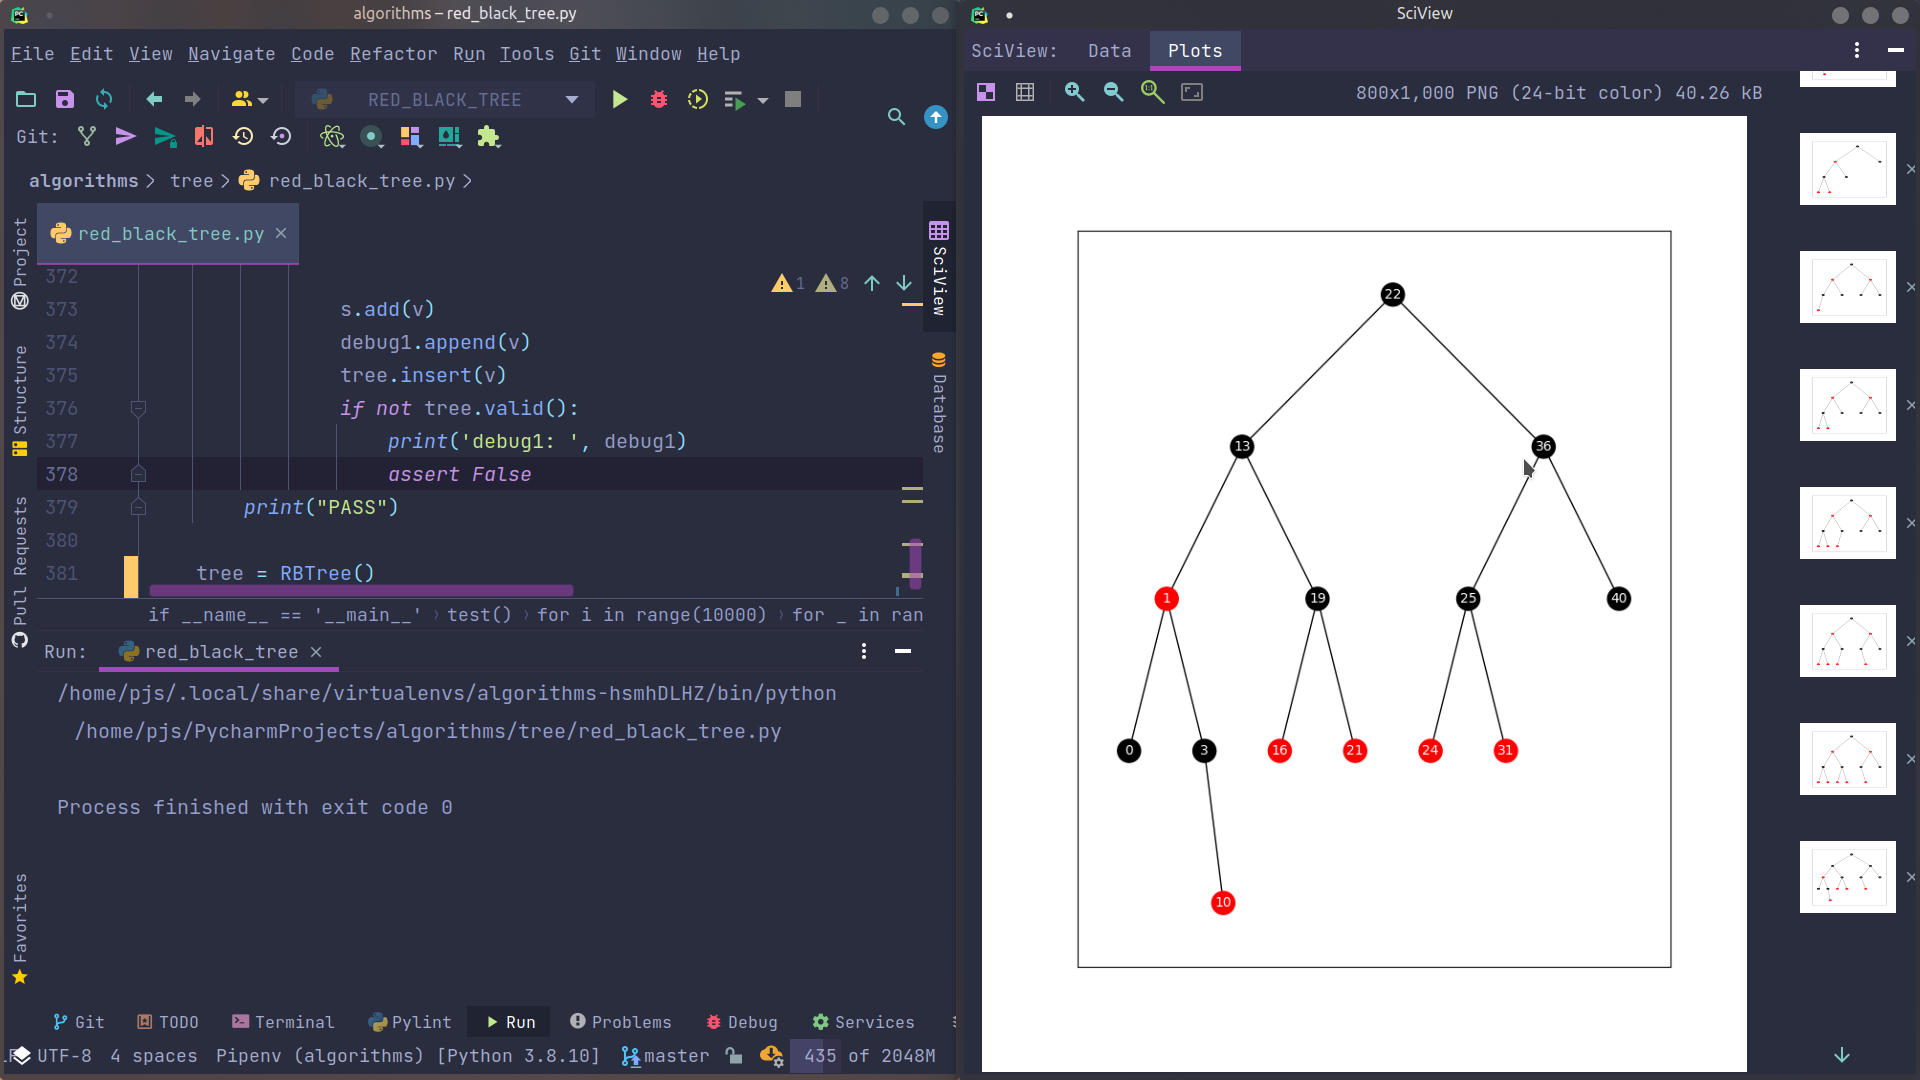 algorithms – red_black_tree.py
File Edit View Navigate Code Refactor Run Tools Git Window Help
RED_BLACK_TREE
Git:
algorithms > tree > red_black_tree.py >
red_black_tree.py ×
Project
Structure
Pull Requests
Favorites
1 8
372
373 s.add(v)
374 debug1.append(v)
375 tree.insert(v)
376 if not tree.valid():
377 print('debug1: ', debug1)
378 assert False
379 print("PASS")
380
381 tree = RBTree()
if __name__ == '__main__' › test() › for i in range(10000) › for _ in ran
SciView
Database
Run: red_black_tree ×
/home/pjs/.local/share/virtualenvs/algorithms-hsmhDLHZ/bin/python
/home/pjs/PycharmProjects/algorithms/tree/red_black_tree.py
Process finished with exit code 0
Git TODO Terminal Pylint Run Problems Debug Services
UTF-8 4 spaces Pipenv (algorithms) [Python 3.8.10] master 435 of 2048M
SciView
SciView: Data Plots
1:1 800x1,000 PNG (24-bit color) 40.26 kB
22
13 36
1 19 25 40
0 3 16 21 24 31
10